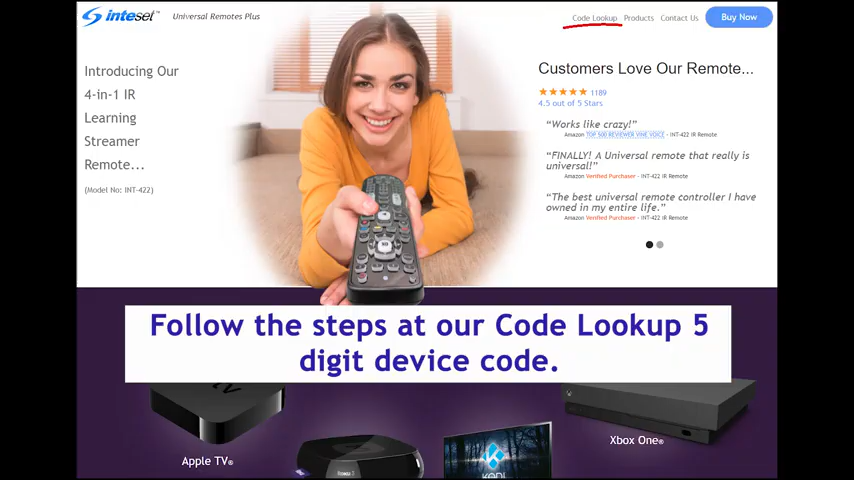 inteset™
Universal Remotes Plus
Code Lookup
Products
Contact Us
Buy Now
Introducing Our
4-in-1 IR
Learning
Streamer
Remote...
(Model No: INT-422)
Customers Love Our Remote...
1189
4.5 out of 5 Stars
“Works like crazy!”
Amazon TOP 500 REVIEWER VINE VOICE - INT-422 IR Remote
“FINALLY! A Universal remote that really is
universal!”
Amazon Verified Purchaser - INT-422 IR Remote
“The best universal remote controller I have
owned in my entire life.”
Amazon Verified Purchaser - INT-422 IR Remote
Follow the steps at our Code Lookup 5
digit device code.
tv
Apple TV®
Xbox One®
KODI